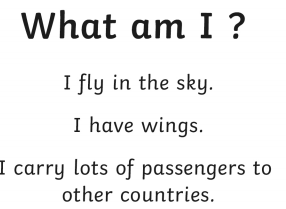 What am I ?
I fly in the sky.
I have wings.
I carry lots of passengers to
other countries.